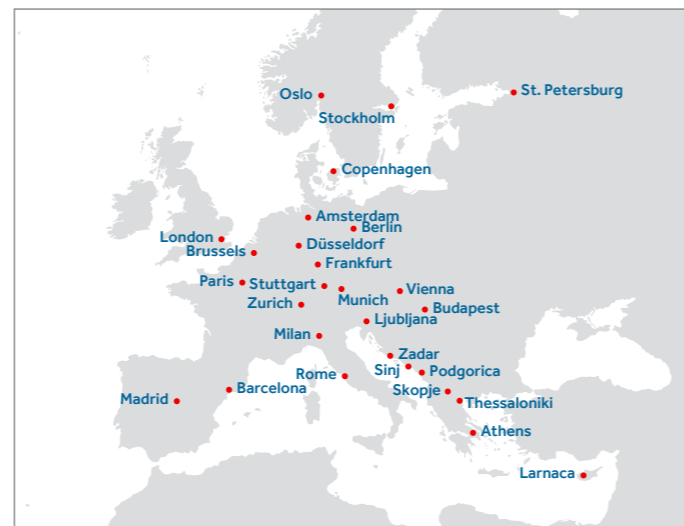 St. Petersburg
Oslo
Stockholm
Copenhagen
Amsterdam
Berlin
London
Düsseldorf
Brussels
Frankfurt
Paris
Stuttgart
Vienna
Munich
Zurich
Budapest
Ljubljana
Milan
Zadar
Sinj
Podgorica
Rome
Barcelona
Skopje
Madrid
Thessaloniki
Athens
Larnaca